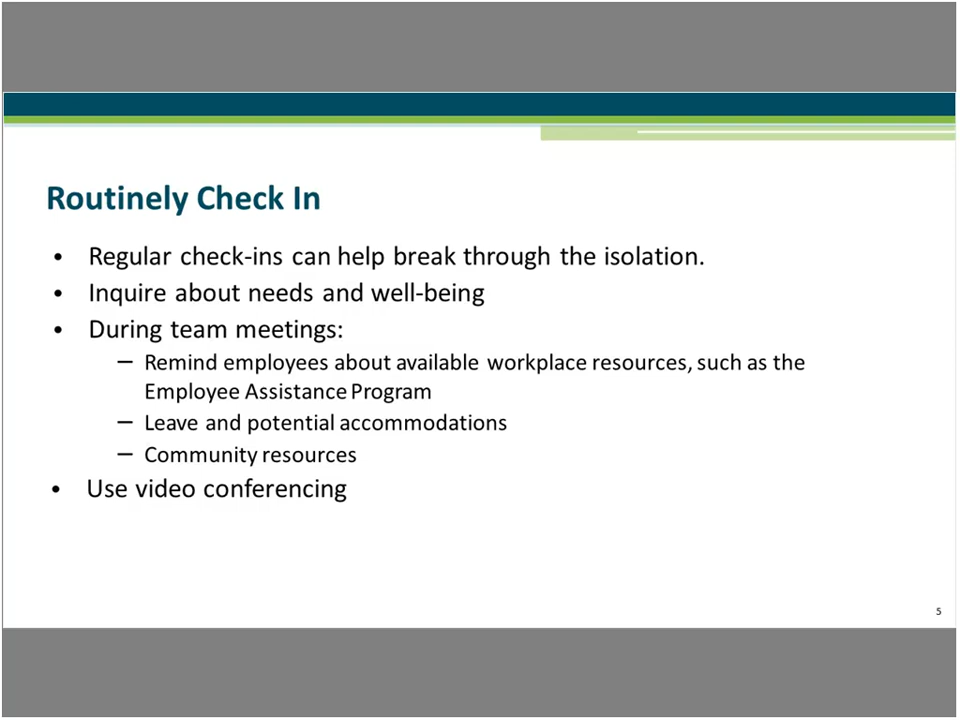 Routinely Check In
• Regular check-ins can help break through the isolation.
• Inquire about needs and well-being
• During team meetings:
– Remind employees about available workplace resources, such as the
Employee Assistance Program
– Leave and potential accommodations
– Community resources
• Use video conferencing
5